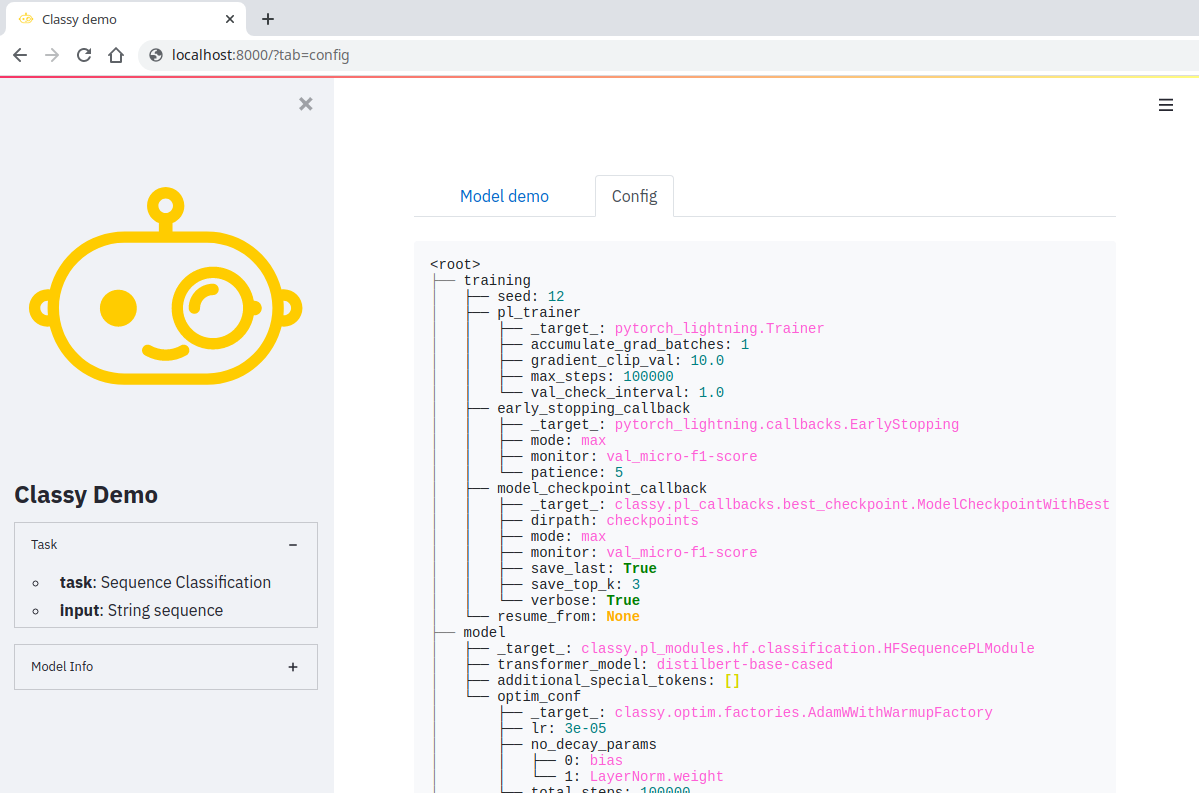 Classy demo
localhost:8000/?tab=config
Model demo
Config
<root>
├── training
│   ├── seed: 12
│   ├── pl_trainer
│   │   ├── _target_: pytorch_lightning.Trainer
│   │   ├── accumulate_grad_batches: 1
│   │   ├── gradient_clip_val: 10.0
│   │   ├── max_steps: 100000
│   │   └── val_check_interval: 1.0
│   ├── early_stopping_callback
│   │   ├── _target_: pytorch_lightning.callbacks.EarlyStopping
│   │   ├── mode: max
│   │   ├── monitor: val_micro-f1-score
│   │   └── patience: 5
│   ├── model_checkpoint_callback
│   │   ├── _target_: classy.pl_callbacks.best_checkpoint.ModelCheckpointWithBest
│   │   ├── dirpath: checkpoints
│   │   ├── mode: max
│   │   ├── monitor: val_micro-f1-score
│   │   ├── save_last: True
│   │   ├── save_top_k: 3
│   │   └── verbose: True
│   └── resume_from: None
├── model
│   ├── _target_: classy.pl_modules.hf.classification.HFSequencePLModule
│   ├── transformer_model: distilbert-base-cased
│   ├── additional_special_tokens: []
│   └── optim_conf
│       ├── _target_: classy.optim.factories.AdamWWithWarmupFactory
│       ├── lr: 3e-05
│       ├── no_decay_params
│       │   ├── 0: bias
│       │   └── 1: LayerNorm.weight
│       ├── total_steps: 100000
Classy Demo
Task
task: Sequence Classification
input: String sequence
Model Info